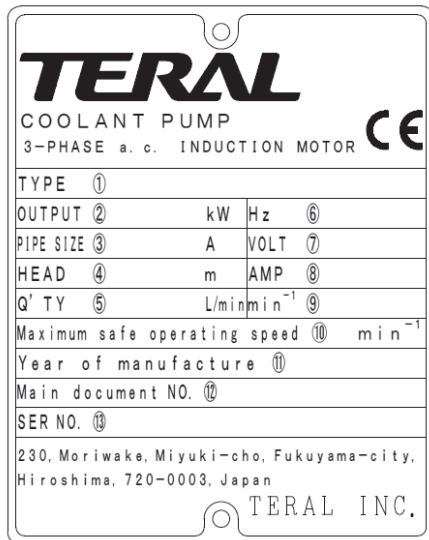 TERAL
COOLANT PUMP
3-PHASE a.c. INDUCTION MOTOR CE
TYPE ①
OUTPUT ② kW Hz ⑥
PIPE SIZE ③ A VOLT ⑦
HEAD ④ m AMP ⑧
Q'TY ⑤ L/min min⁻¹ ⑨
Maximum safe operating speed ⑩ min⁻¹
Year of manufacture ⑪
Main document NO. ⑫
SER NO. ⑬
230, Moriwake, Miyuki-cho, Fukuyama-city,
Hiroshima, 720-0003, Japan
TERAL INC.